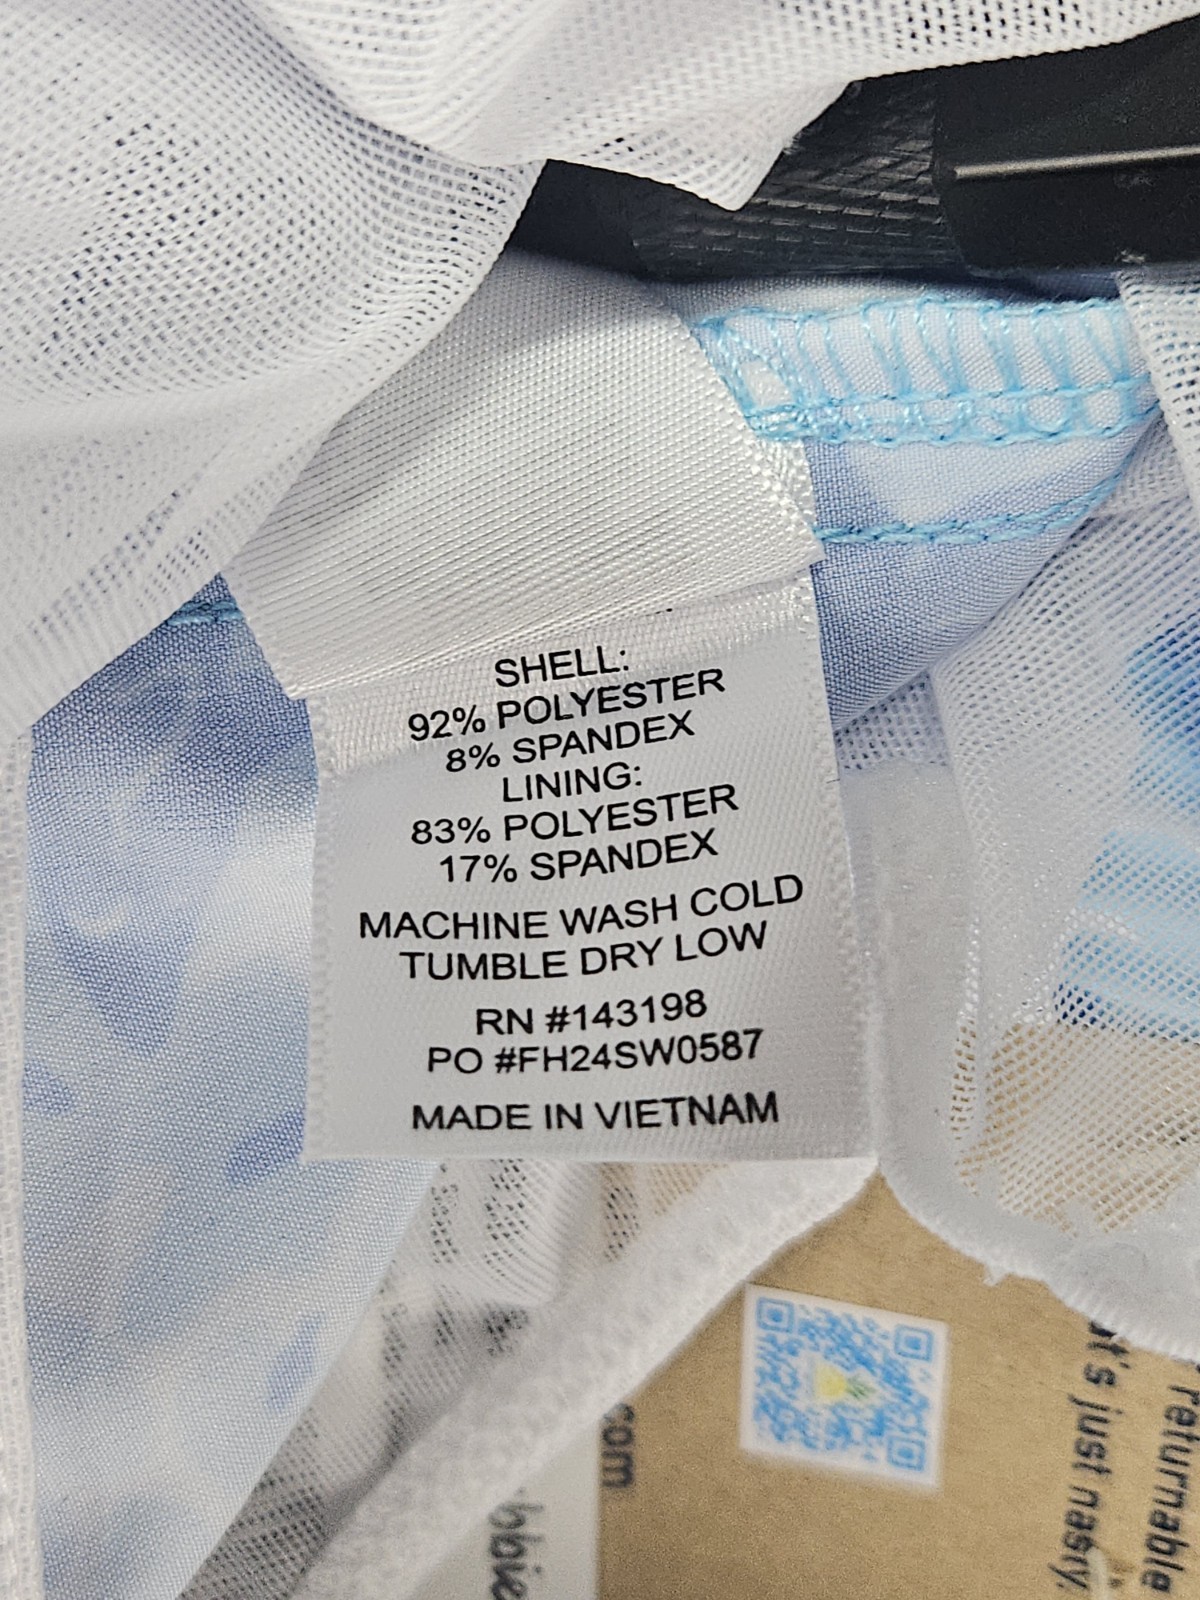 SHELL:
92% POLYESTER
8% SPANDEX
LINING:
83% POLYESTER
17% SPANDEX
MACHINE WASH COLD
TUMBLE DRY LOW
RN #143198
PO #FH24SW0587
MADE IN VIETNAM
returnable
just nasty.